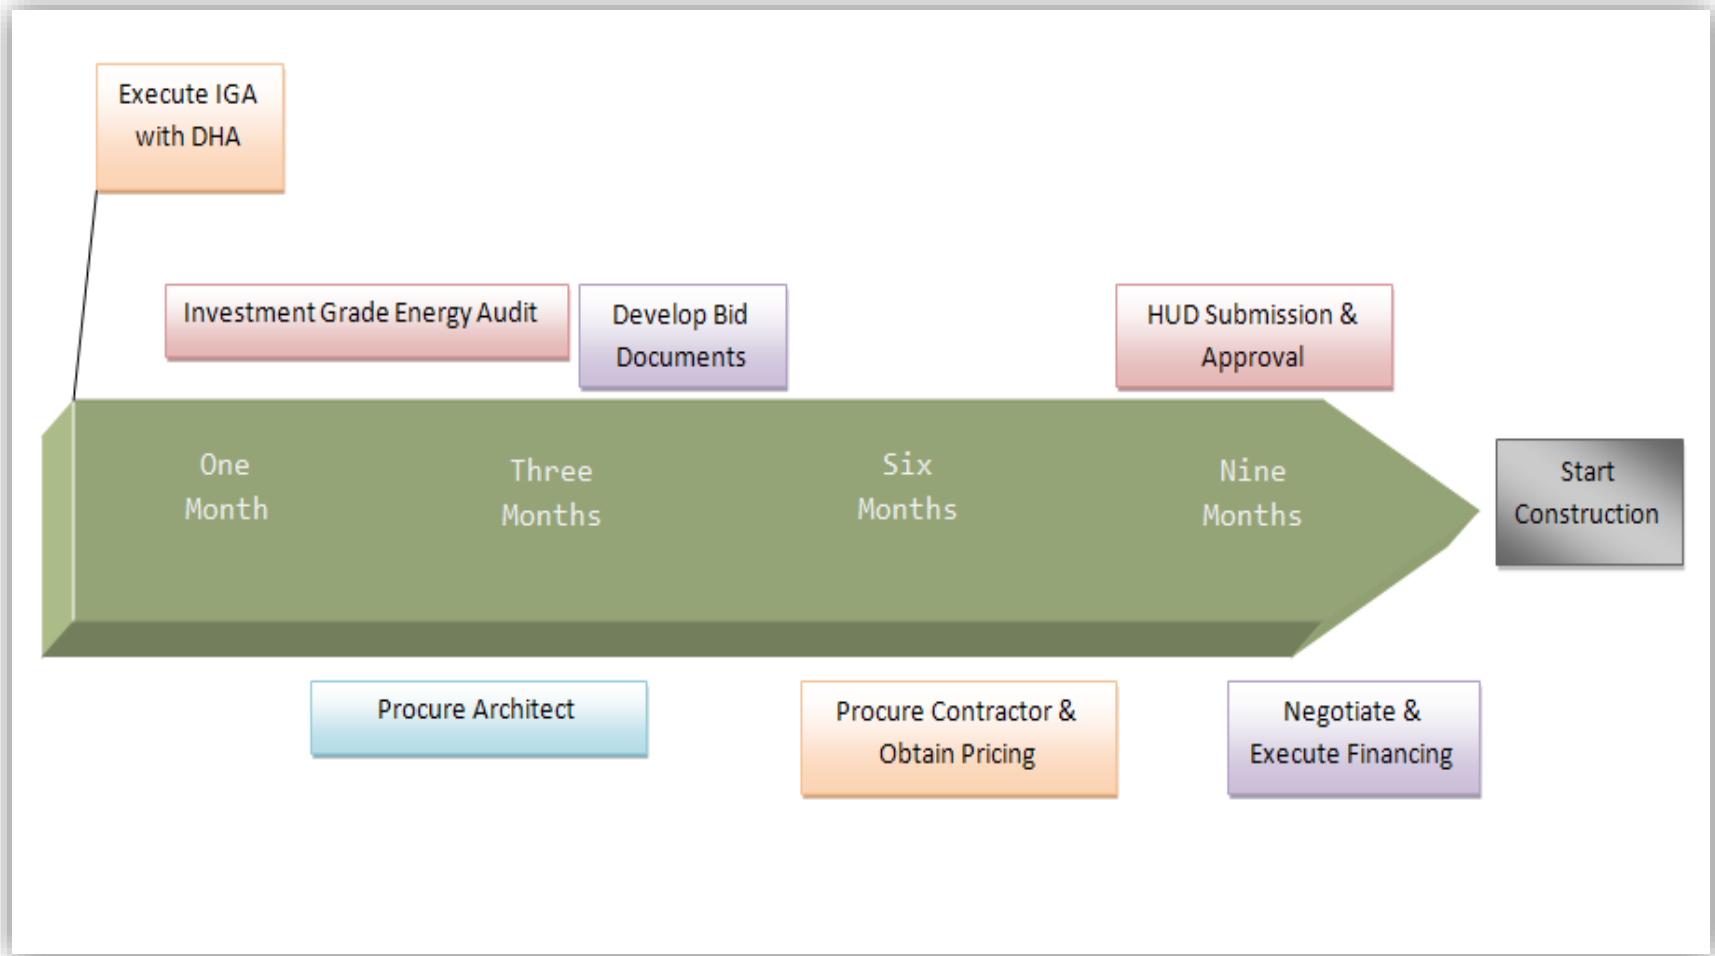 Execute IGA
with DHA
Investment Grade Energy Audit
Develop Bid
Documents
HUD Submission &
Approval
One
Month
Three
Months
Six
Months
Nine
Months
Start
Construction
Procure Architect
Procure Contractor &
Obtain Pricing
Negotiate &
Execute Financing